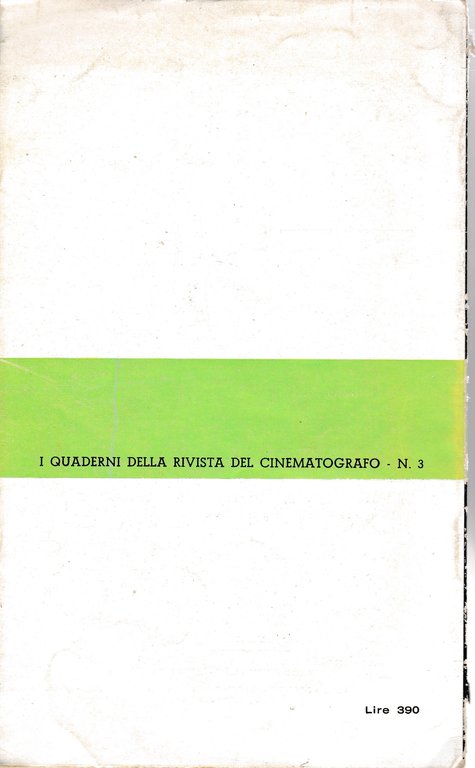 I QUADERNI DELLA RIVISTA DEL CINEMATOGRAFO - N. 3
Lire 390